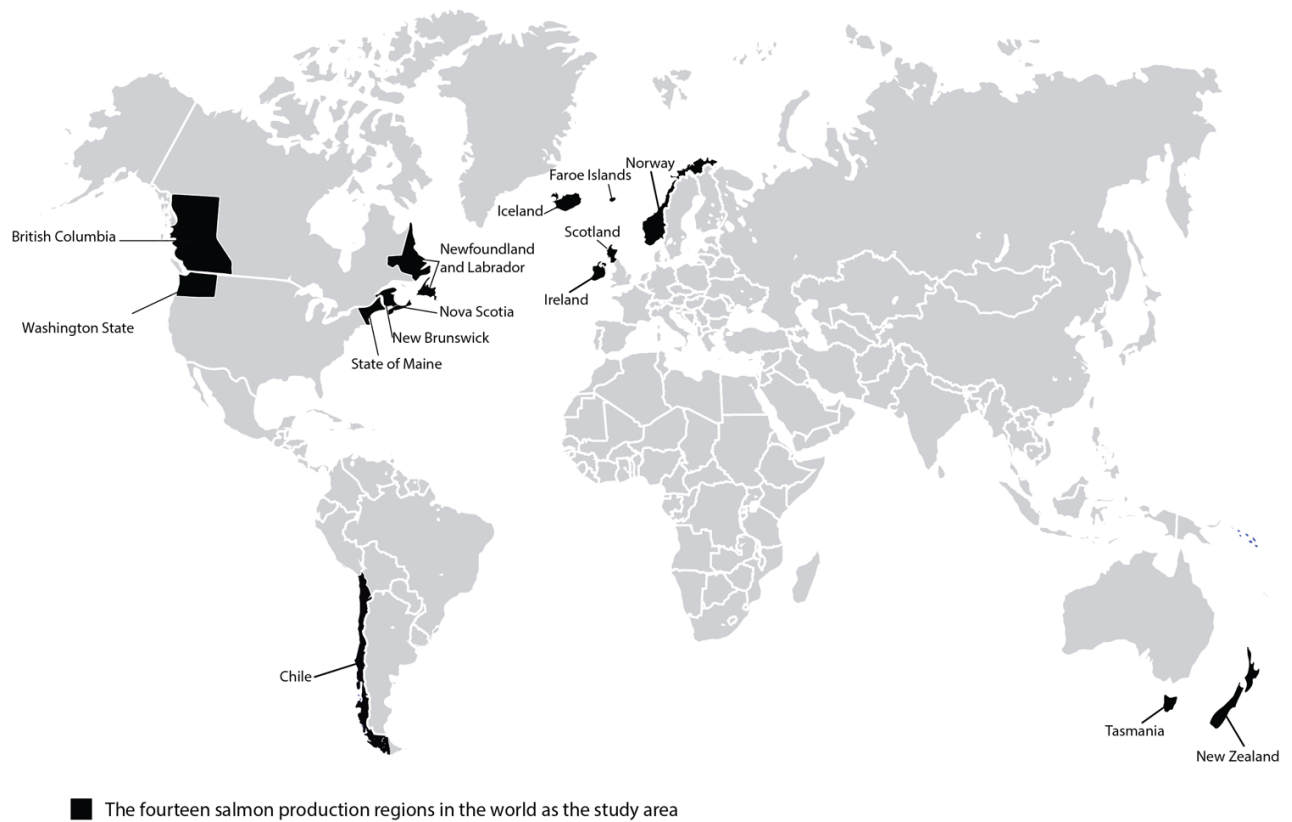 Norway
Faroe Islands
Iceland
British Columbia
Scotland
Newfoundland
and Labrador
Ireland
Nova Scotia
Washington State
New Brunswick
State of Maine
Chile
Tasmania
New Zealand
The fourteen salmon production regions in the world as the study area